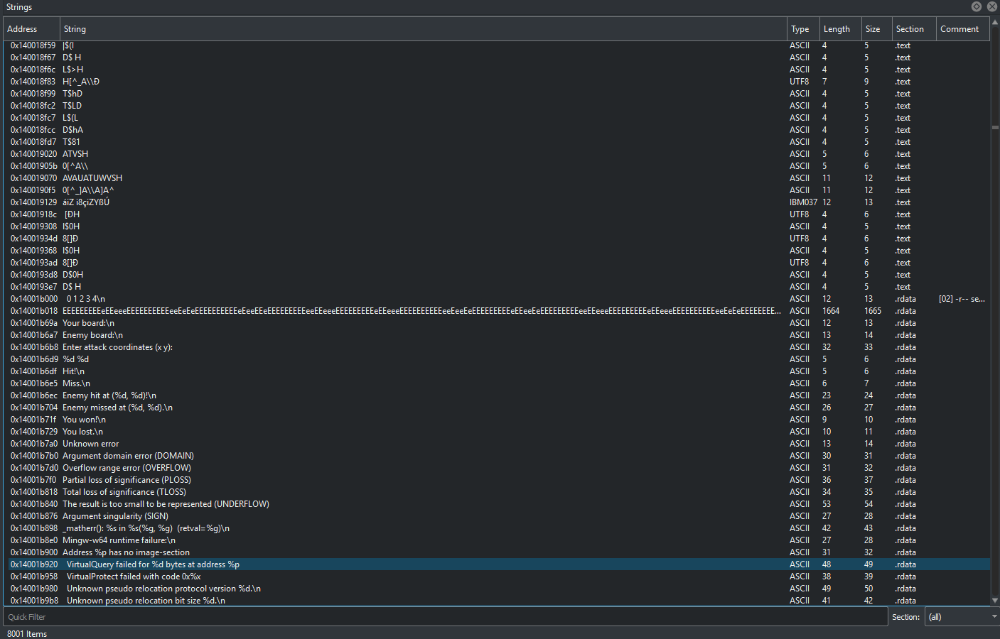 Strings
Address String Type Length Size Section Comment
0x140018f59 |$(l ASCII 4 5 .text
0x140018f67 D$ H ASCII 4 5 .text
0x140018f6c L$>H ASCII 4 5 .text
0x140018f83 H[^_A\\Ð UTF8 7 9 .text
0x140018f99 T$hD ASCII 4 5 .text
0x140018fc2 T$LD ASCII 4 5 .text
0x140018fc7 L$(L ASCII 4 5 .text
0x140018fcc D$hA ASCII 4 5 .text
0x140018fd7 T$81 ASCII 4 5 .text
0x140019020 ATVSH ASCII 5 6 .text
0x14001905b 0[^A\\ ASCII 5 6 .text
0x140019070 AVAUATUWVSH ASCII 11 12 .text
0x1400190f5 0[^_]A\\A]A^ ASCII 11 12 .text
0x140019129 áiZ i8çiZYßÚ IBM037 12 13 .text
0x14001918c [ÐH UTF8 4 6 .text
0x140019308 I$0H ASCII 4 5 .text
0x14001934d 8[]Ð UTF8 4 6 .text
0x140019368 I$0H ASCII 4 5 .text
0x1400193ad 8[]Ð UTF8 4 6 .text
0x1400193d8 D$0H ASCII 4 5 .text
0x1400193e7 D$ H ASCII 4 5 .text
0x14001b000 0 1 2 3 4\n ASCII 12 13 .rdata [02] -r-- se...
0x14001b018 ASCII 1664 1665 .rdata
0x14001b69a Your board:\n ASCII 12 13 .rdata
0x14001b6a7 Enemy board:\n ASCII 13 14 .rdata
0x14001b6b8 Enter attack coordinates (x y): ASCII 32 33 .rdata
0x14001b6d9 %d %d ASCII 5 6 .rdata
0x14001b6df Hit!\n ASCII 5 6 .rdata
0x14001b6e5 Miss.\n ASCII 6 7 .rdata
0x14001b6ec Enemy hit at (%d, %d)!\n ASCII 23 24 .rdata
0x14001b704 Enemy missed at (%d, %d).\n ASCII 26 27 .rdata
0x14001b71f You won!\n ASCII 9 10 .rdata
0x14001b729 You lost.\n ASCII 10 11 .rdata
0x14001b7a0 Unknown error ASCII 13 14 .rdata
0x14001b7b0 Argument domain error (DOMAIN) ASCII 30 31 .rdata
0x14001b7d0 Overflow range error (OVERFLOW) ASCII 31 32 .rdata
0x14001b7f0 Partial loss of significance (PLOSS) ASCII 36 37 .rdata
0x14001b818 Total loss of significance (TLOSS) ASCII 34 35 .rdata
0x14001b840 The result is too small to be represented (UNDERFLOW) ASCII 53 54 .rdata
0x14001b876 Argument singularity (SIGN) ASCII 27 28 .rdata
0x14001b898 _matherr(): %s in %s(%g, %g)  (retval=%g)\n ASCII 42 43 .rdata
0x14001b8e0 Mingw-w64 runtime failure:\n ASCII 27 28 .rdata
0x14001b900 Address %p has no image-section ASCII 31 32 .rdata
0x14001b920 VirtualQuery failed for %d bytes at address %p ASCII 48 49 .rdata
0x14001b958 VirtualProtect failed with code 0x%x ASCII 38 39 .rdata
0x14001b980 Unknown pseudo relocation protocol version %d.\n ASCII 49 50 .rdata
0x14001b9b8 Unknown pseudo relocation bit size %d.\n ASCII 41 42 .rdata
Quick Filter Section: (all)
8001 Items